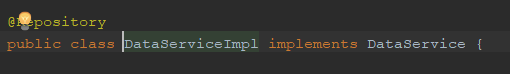 @Repository
public class DataServiceImpl implements DataService {